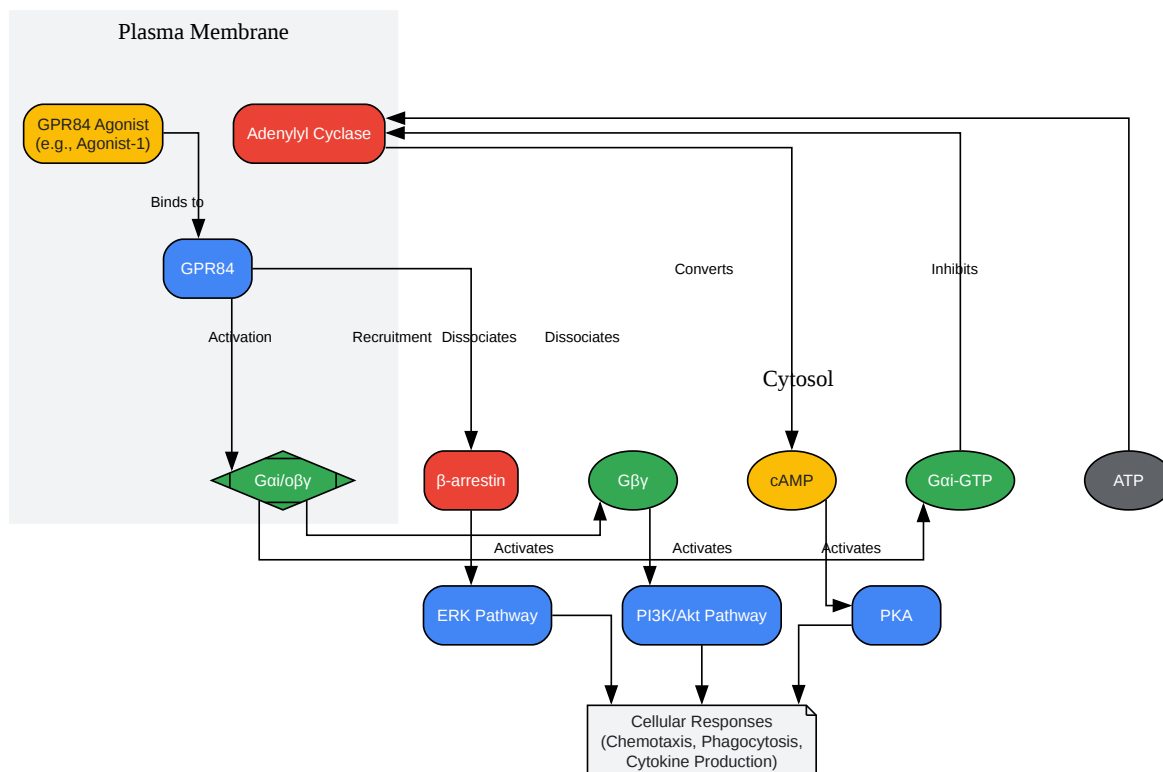 Plasma Membrane
GPR84 Agonist
(e.g., Agonist-1)
Adenylyl Cyclase
Binds to
GPR84
Converts
Inhibits
Activation
Recruitment
Dissociates
Dissociates
Cytosol
Gαi/oβγ
β-arrestin
Gβγ
cAMP
Gαi-GTP
ATP
Activates
Activates
Activates
ERK Pathway
PI3K/Akt Pathway
PKA
Cellular Responses
(Chemotaxis, Phagocytosis,
Cytokine Production)